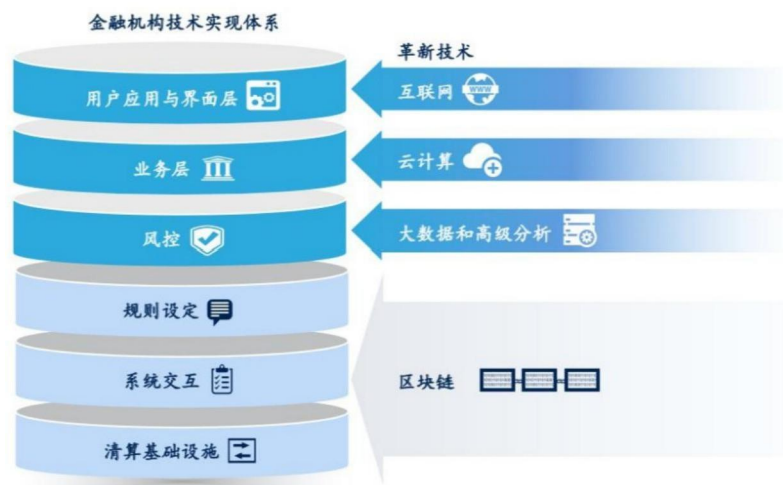 金融机构技术实现体系
革新技术
用户应用与界面层
互联网
WWW
业务层
云计算
风控
大数据和高级分析
规则设定
系统交互
区块链
清算基础设施